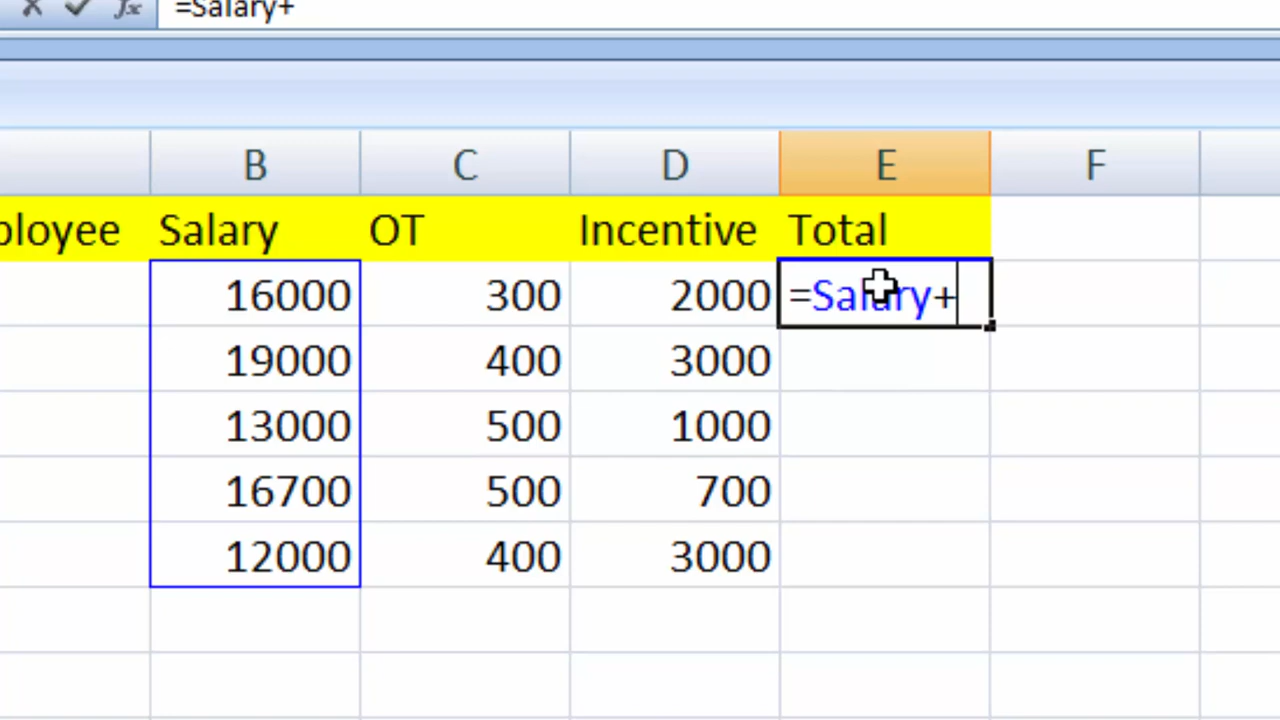 =Salary+
B C D E F
ployee Salary OT Incentive Total
16000 300 2000 =Salary+
19000 400 3000
13000 500 1000
16700 500 700
12000 400 3000